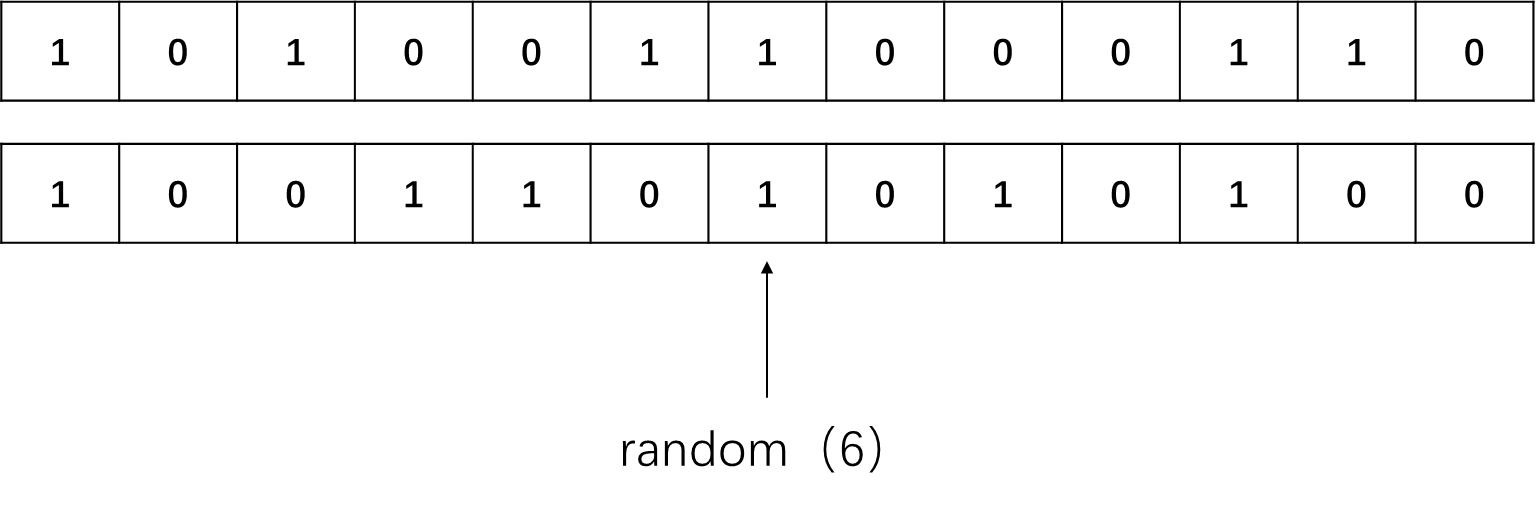 1 0 1 0 0 1 1 0 0 0 1 1 0
1 0 0 1 1 0 1 0 1 0 1 0 0
random（6）